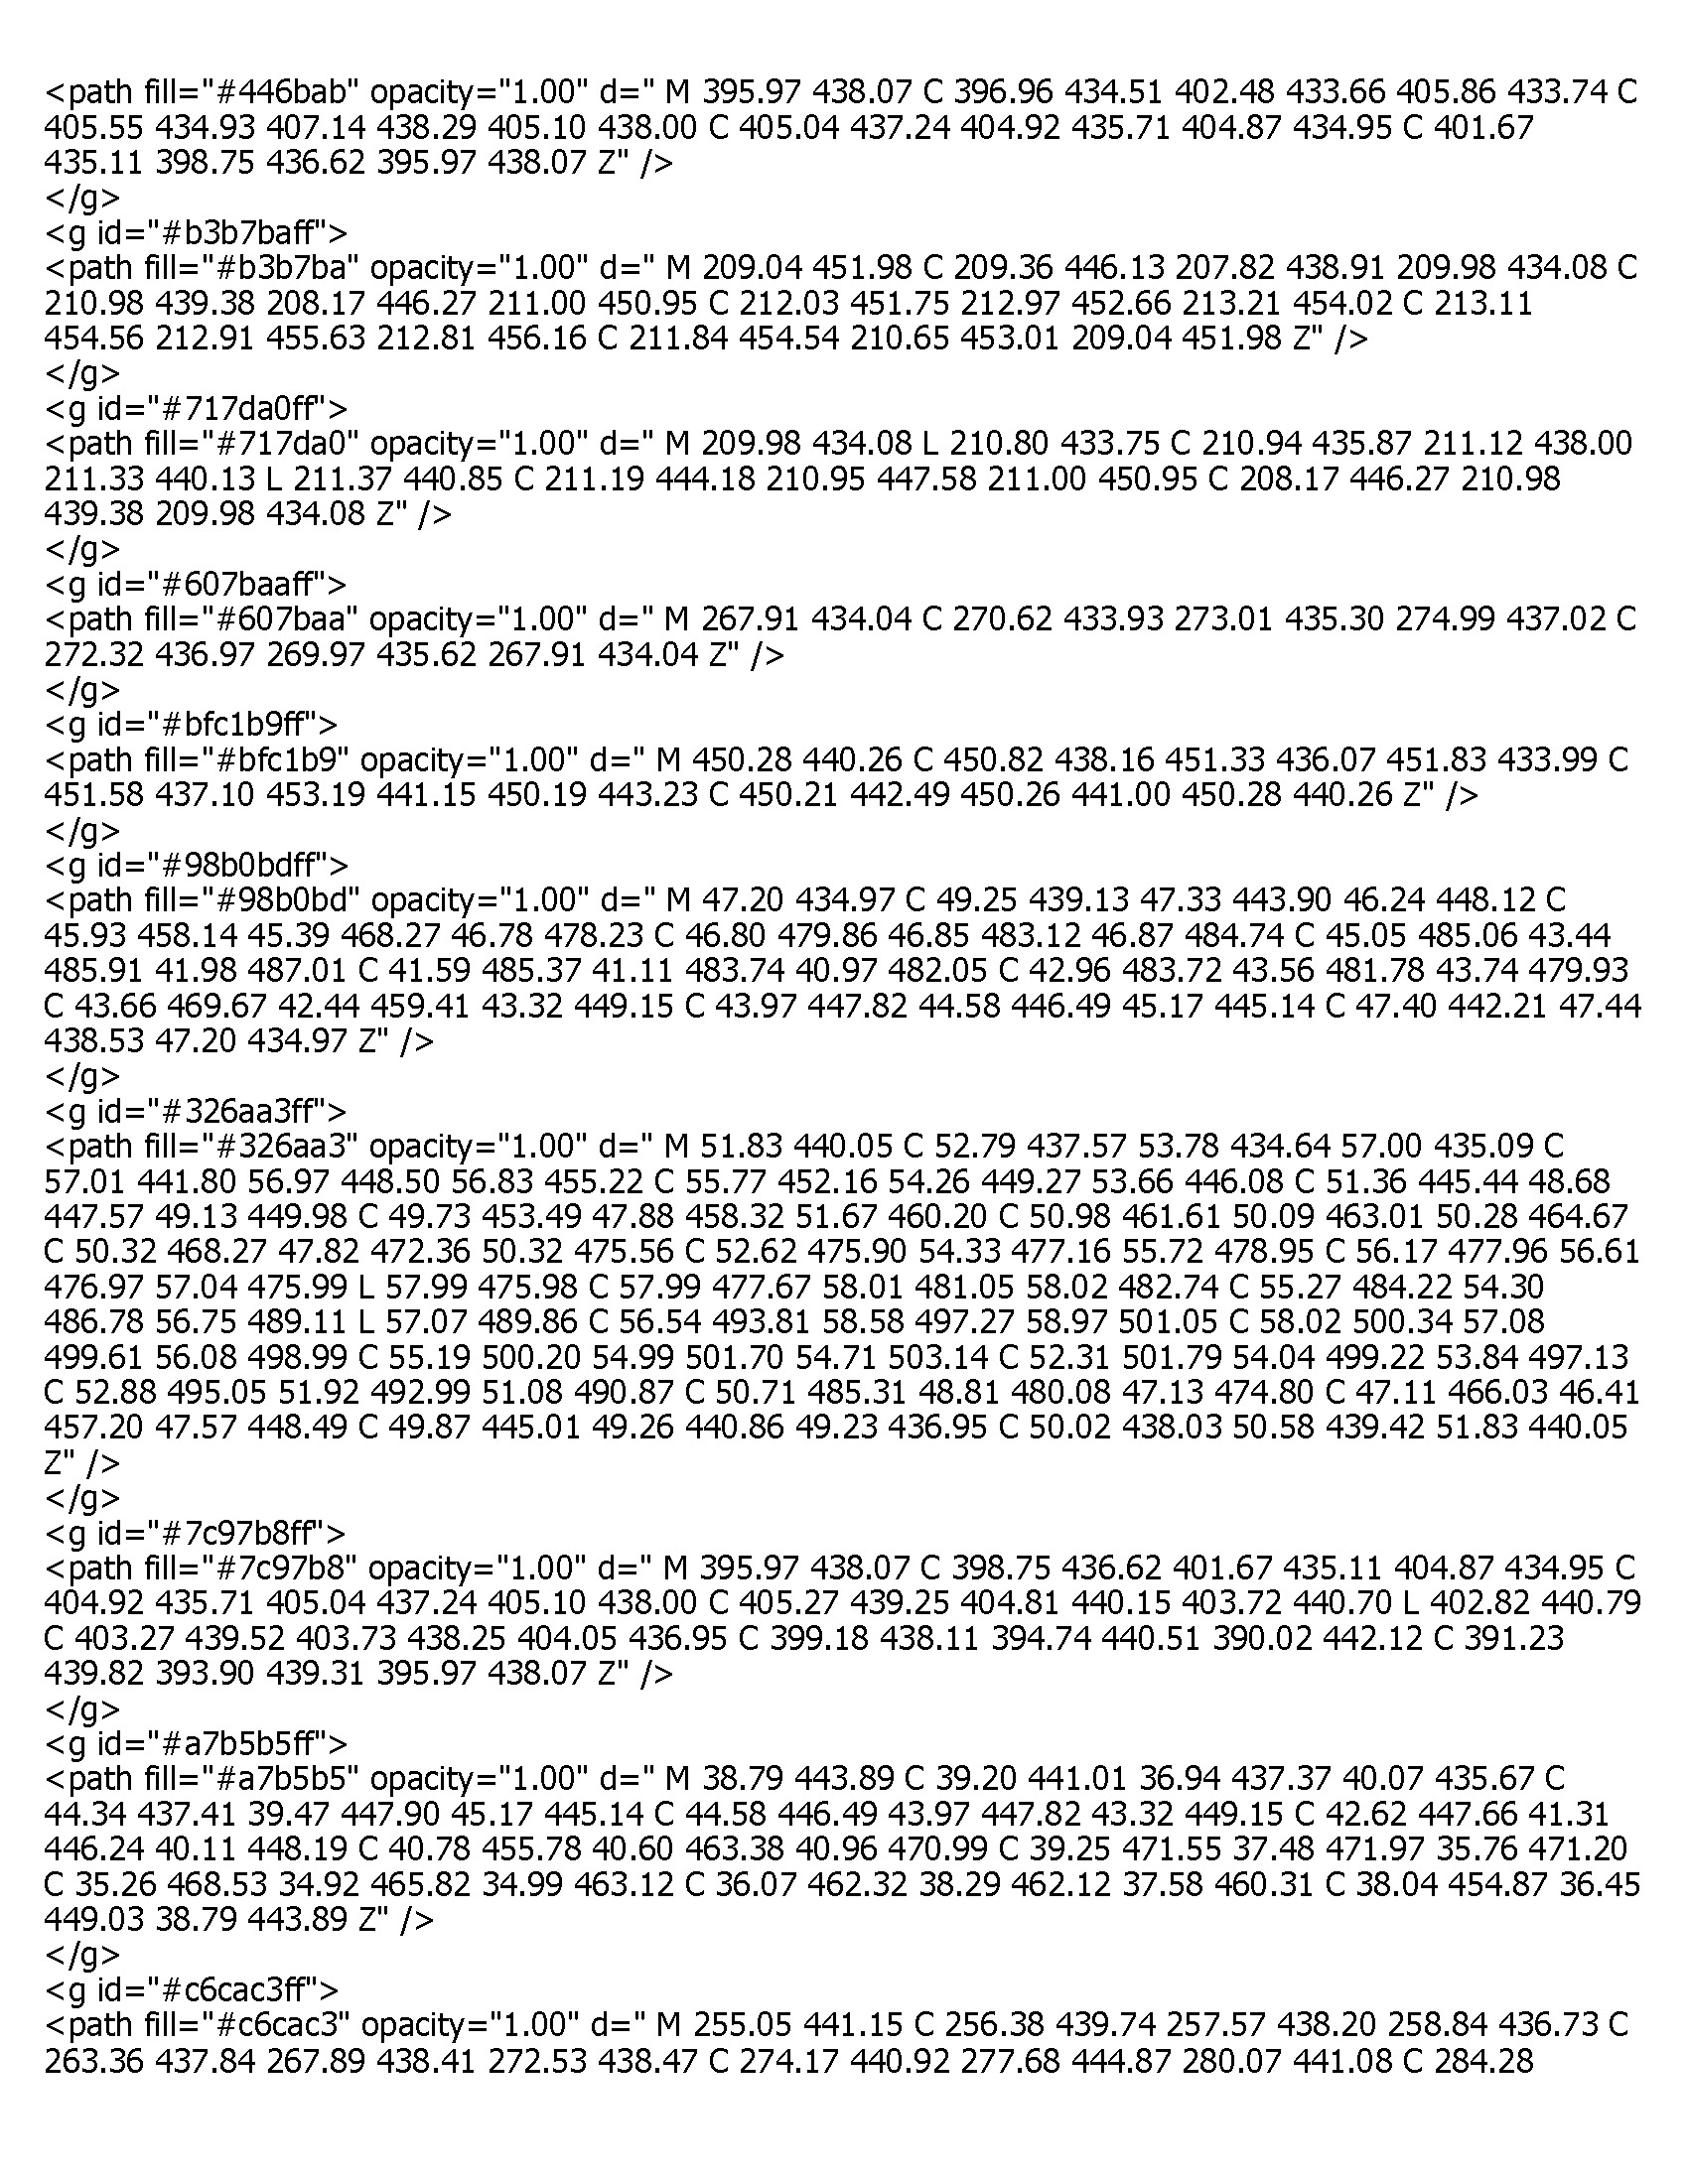 <path fill="#446bab" opacity="1.00" d=" M 395.97 438.07 C 396.96 434.51 402.48 433.66 405.86 433.74 C
405.55 434.93 407.14 438.29 405.10 438.00 C 405.04 437.24 404.92 435.71 404.87 434.95 C 401.67
435.11 398.75 436.62 395.97 438.07 Z" />
</g>
<g id="#b3b7baff">
<path fill="#b3b7ba" opacity="1.00" d=" M 209.04 451.98 C 209.36 446.13 207.82 438.91 209.98 434.08 C
210.98 439.38 208.17 446.27 211.00 450.95 C 212.03 451.75 212.97 452.66 213.21 454.02 C 213.11
454.56 212.91 455.63 212.81 456.16 C 211.84 454.54 210.65 453.01 209.04 451.98 Z" />
</g>
<g id="#717da0ff">
<path fill="#717da0" opacity="1.00" d=" M 209.98 434.08 L 210.80 433.75 C 210.94 435.87 211.12 438.00
211.33 440.13 L 211.37 440.85 C 211.19 444.18 210.95 447.58 211.00 450.95 C 208.17 446.27 210.98
439.38 209.98 434.08 Z" />
</g>
<g id="#607baaff">
<path fill="#607baa" opacity="1.00" d=" M 267.91 434.04 C 270.62 433.93 273.01 435.30 274.99 437.02 C
272.32 436.97 269.97 435.62 267.91 434.04 Z" />
</g>
<g id="#bfc1b9ff">
<path fill="#bfc1b9" opacity="1.00" d=" M 450.28 440.26 C 450.82 438.16 451.33 436.07 451.83 433.99 C
451.58 437.10 453.19 441.15 450.19 443.23 C 450.21 442.49 450.26 441.00 450.28 440.26 Z" />
</g>
<g id="#98b0bdff">
<path fill="#98b0bd" opacity="1.00" d=" M 47.20 434.97 C 49.25 439.13 47.33 443.90 46.24 448.12 C
45.93 458.14 45.39 468.27 46.78 478.23 C 46.80 479.86 46.85 483.12 46.87 484.74 C 45.05 485.06 43.44
485.91 41.98 487.01 C 41.59 485.37 41.11 483.74 40.97 482.05 C 42.96 483.72 43.56 481.78 43.74 479.93
C 43.66 469.67 42.44 459.41 43.32 449.15 C 43.97 447.82 44.58 446.49 45.17 445.14 C 47.40 442.21 47.44
438.53 47.20 434.97 Z" />
</g>
<g id="#326aa3ff">
<path fill="#326aa3" opacity="1.00" d=" M 51.83 440.05 C 52.79 437.57 53.78 434.64 57.00 435.09 C
57.01 441.80 56.97 448.50 56.83 455.22 C 55.77 452.16 54.26 449.27 53.66 446.08 C 51.36 445.44 48.68
447.57 49.13 449.98 C 49.73 453.49 47.88 458.32 51.67 460.20 C 50.98 461.61 50.09 463.01 50.28 464.67
C 50.32 468.27 47.82 472.36 50.32 475.56 C 52.62 475.90 54.33 477.16 55.72 478.95 C 56.17 477.96 56.61
476.97 57.04 475.99 L 57.99 475.98 C 57.99 477.67 58.01 481.05 58.02 482.74 C 55.27 484.22 54.30
486.78 56.75 489.11 L 57.07 489.86 C 56.54 493.81 58.58 497.27 58.97 501.05 C 58.02 500.34 57.08
499.61 56.08 498.99 C 55.19 500.20 54.99 501.70 54.71 503.14 C 52.31 501.79 54.04 499.22 53.84 497.13
C 52.88 495.05 51.92 492.99 51.08 490.87 C 50.71 485.31 48.81 480.08 47.13 474.80 C 47.11 466.03 46.41
457.20 47.57 448.49 C 49.87 445.01 49.26 440.86 49.23 436.95 C 50.02 438.03 50.58 439.42 51.83 440.05
Z" />
</g>
<g id="#7c97b8ff">
<path fill="#7c97b8" opacity="1.00" d=" M 395.97 438.07 C 398.75 436.62 401.67 435.11 404.87 434.95 C
404.92 435.71 405.04 437.24 405.10 438.00 C 405.27 439.25 404.81 440.15 403.72 440.70 L 402.82 440.79
C 403.27 439.52 403.73 438.25 404.05 436.95 C 399.18 438.11 394.74 440.51 390.02 442.12 C 391.23
439.82 393.90 439.31 395.97 438.07 Z" />
</g>
<g id="#a7b5b5ff">
<path fill="#a7b5b5" opacity="1.00" d=" M 38.79 443.89 C 39.20 441.01 36.94 437.37 40.07 435.67 C
44.34 437.41 39.47 447.90 45.17 445.14 C 44.58 446.49 43.97 447.82 43.32 449.15 C 42.62 447.66 41.31
446.24 40.11 448.19 C 40.78 455.78 40.60 463.38 40.96 470.99 C 39.25 471.55 37.48 471.97 35.76 471.20
C 35.26 468.53 34.92 465.82 34.99 463.12 C 36.07 462.32 38.29 462.12 37.58 460.31 C 38.04 454.87 36.45
449.03 38.79 443.89 Z" />
</g>
<g id="#c6cac3ff">
<path fill="#c6cac3" opacity="1.00" d=" M 255.05 441.15 C 256.38 439.74 257.57 438.20 258.84 436.73 C
263.36 437.84 267.89 438.41 272.53 438.47 C 274.17 440.92 277.68 444.87 280.07 441.08 C 284.28